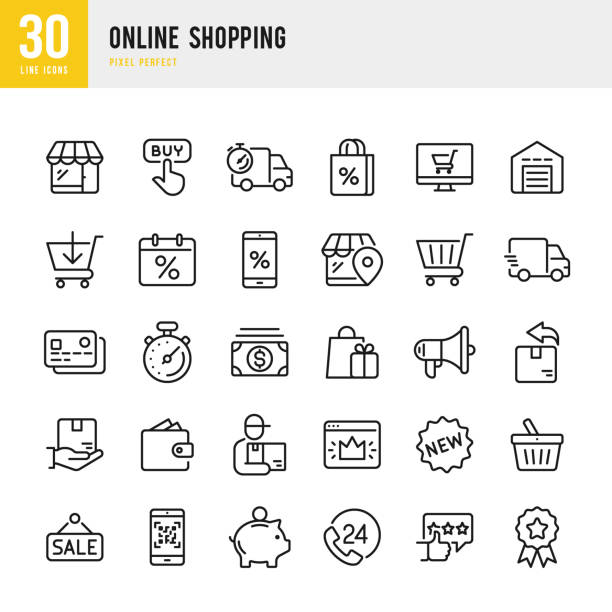 30
LINE ICONS
ONLINE SHOPPING
PIXEL PERFECT
BUY
%
%
%
$
NEW
SALE
24